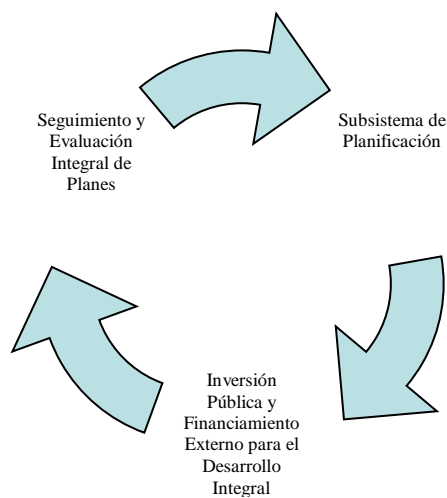 Seguimiento y
Evaluación
Integral de
Planes
Subsistema de
Planificación
Inversión
Pública y
Financiamiento
Externo para el
Desarrollo
Integral